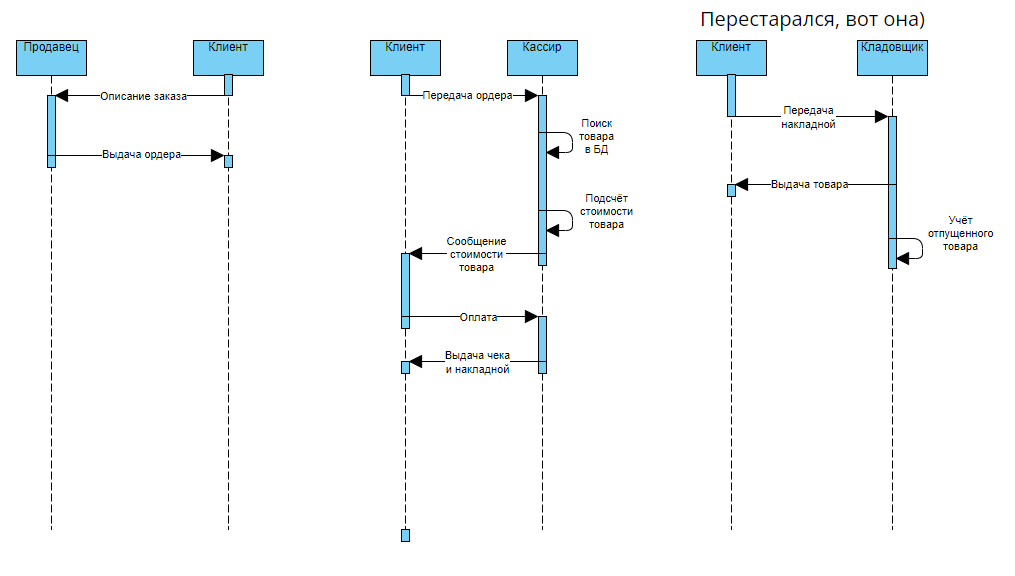 Перестарался, вот она)
Продавец
Клиент
Описание заказа
Выдача ордера
Клиент
Кассир
Передача ордера
Поиск
товара
в БД
Подсчёт
стоимости
товара
Сообщение
стоимости
товара
Оплата
Выдача чека
и накладной
Клиент
Кладовщик
Передача
накладной
Выдача товара
Учёт
отпущенного
товара